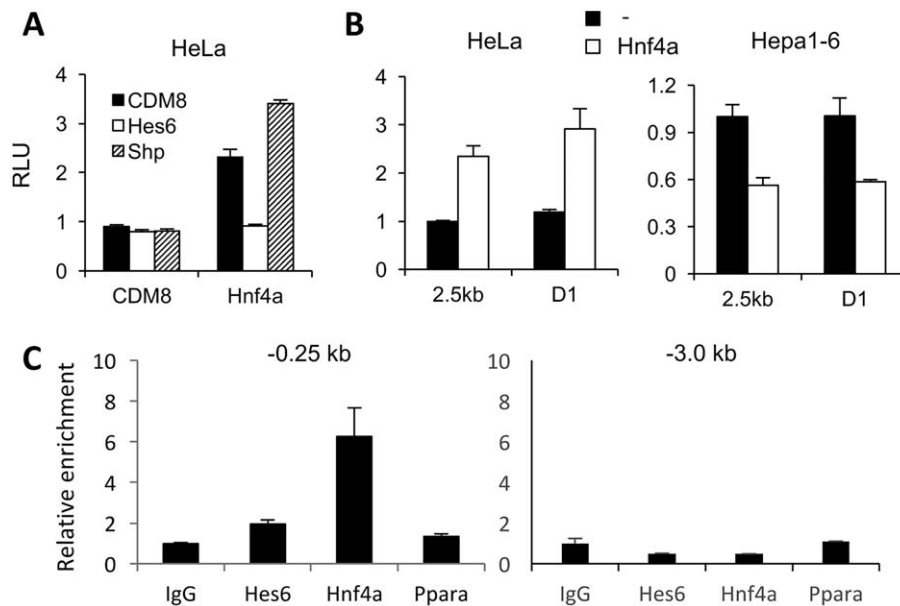 A
HeLa
RLU
4
3
2
1
0
CDM8
Hes6
Shp
CDM8 Hnf4a
B
-
Hnf4a
HeLa
4
3
2
1
0
2.5kb D1
Hepa1-6
1.2
0.9
0.6
0.3
0
2.5kb D1
C
-0.25 kb
Relative enrichment
10
8
6
4
2
0
IgG Hes6 Hnf4a Ppara
-3.0 kb
10
8
6
4
2
0
IgG Hes6 Hnf4a Ppara